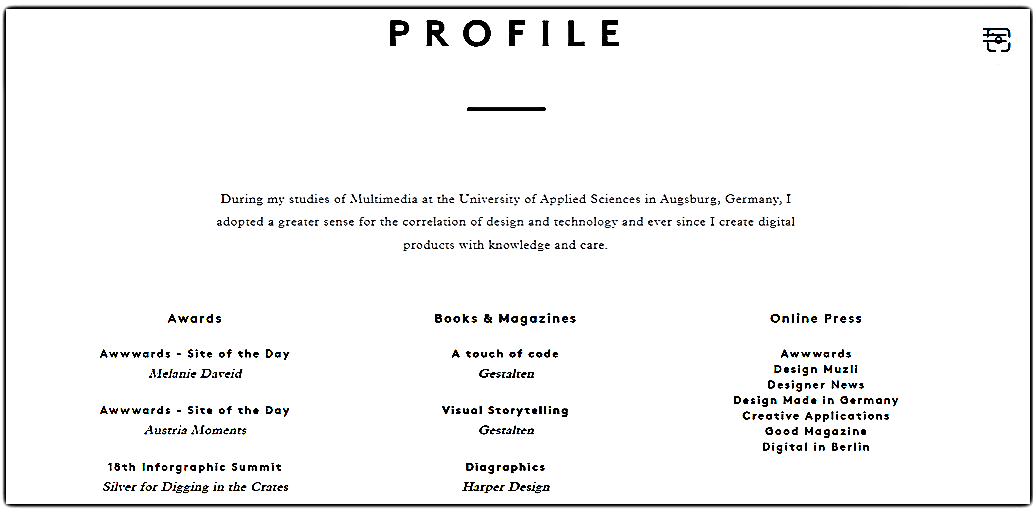 PROFILE
During my studies of Multimedia at the University of Applied Sciences in Augsburg, Germany, I
adopted a greater sense for the correlation of design and technology and ever since I create digital
products with knowledge and care.
Awards
Awwwards - Site of the Day
Melanie Daveid
Awwwards - Site of the Day
Austria Moments
18th Inforgraphic Summit
Silver for Digging in the Crates
Books & Magazines
A touch of code
Gestalten
Visual Storytelling
Gestalten
Diagraphics
Harper Design
Online Press
Awwwards
Design Muzli
Designer News
Design Made in Germany
Creative Applications
Good Magazine
Digital in Berlin